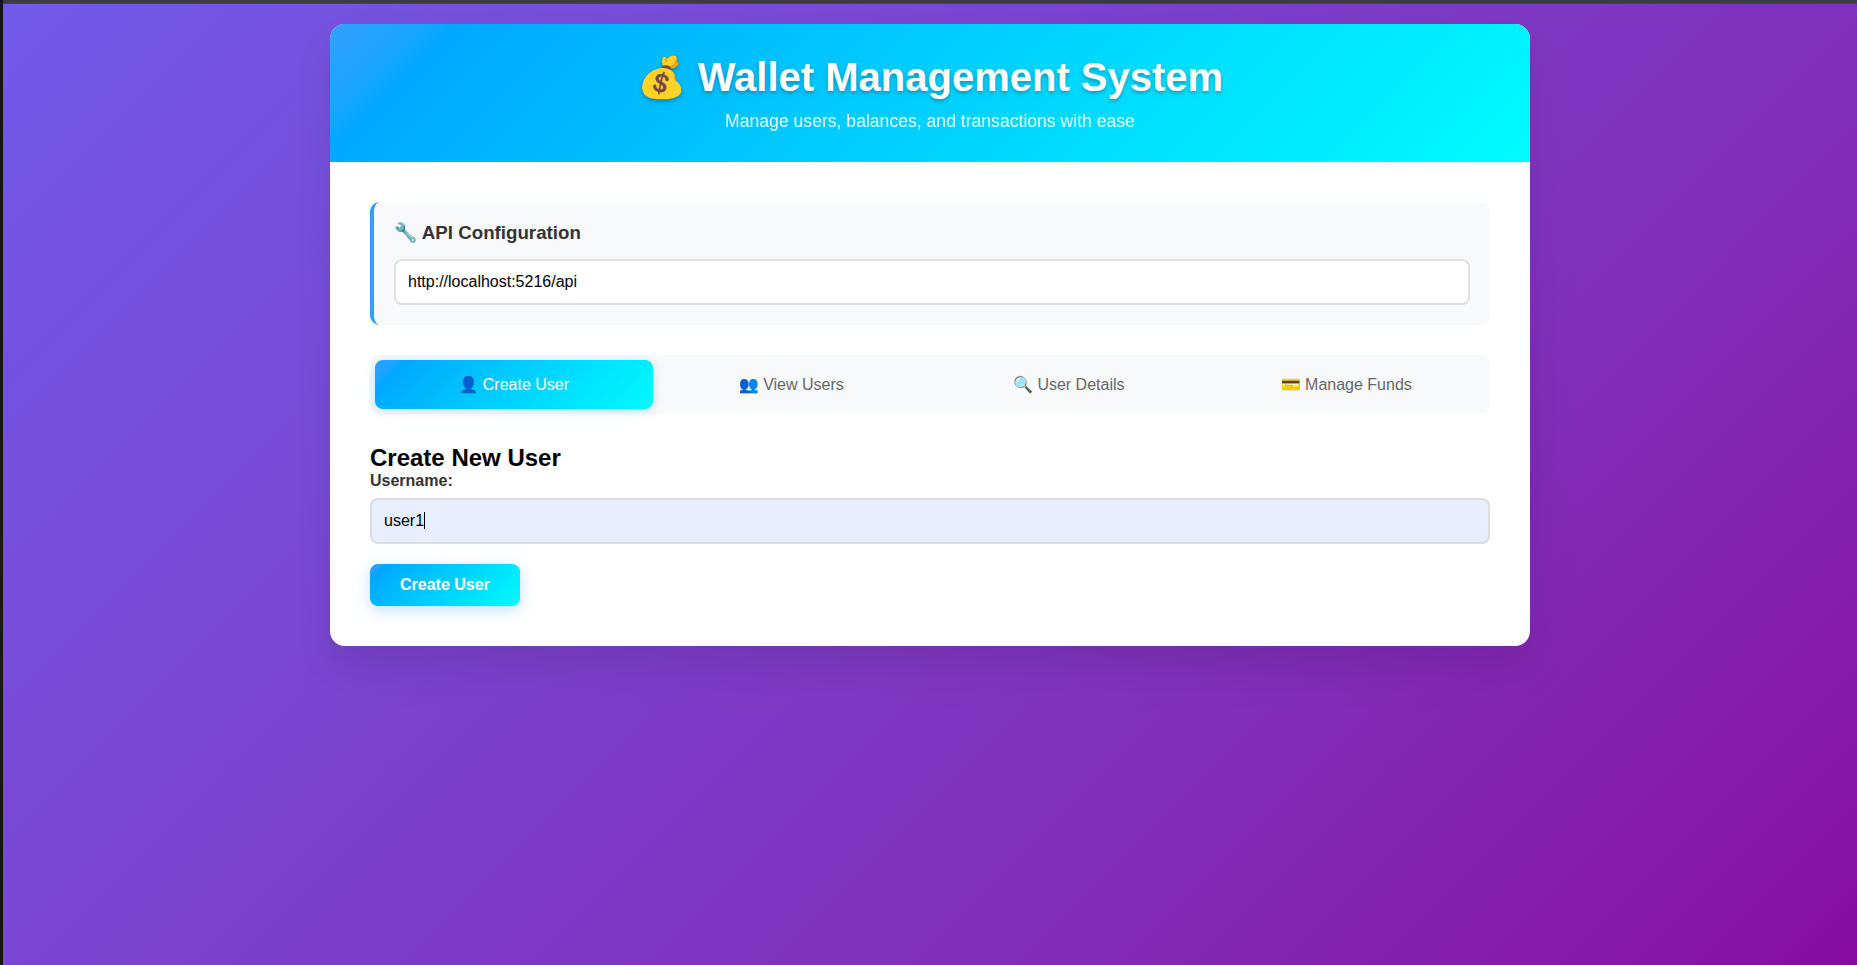 💰 Wallet Management System
Manage users, balances, and transactions with ease
🔧 API Configuration
http://localhost:5216/api
👤 Create User
👥 View Users
🔍 User Details
💳 Manage Funds
Create New User
Username:
user1
Create User